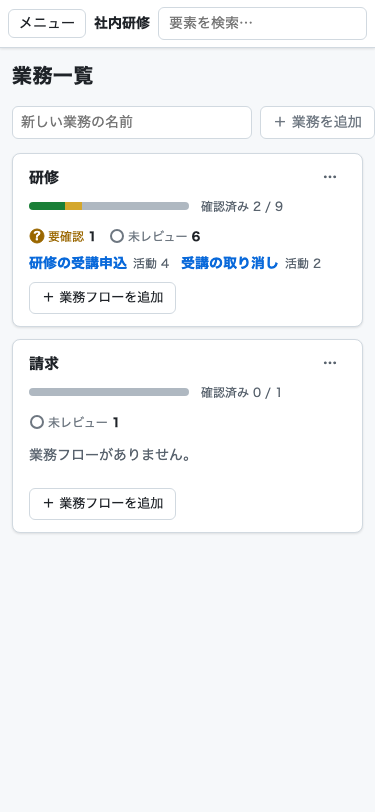 メニュー 社内研修 要素を検索…
業務一覧
新しい業務の名前 ＋ 業務を追加
研修 …
確認済み 2 / 9
? 要確認 1 未レビュー 6
研修の受講申込 活動 4 受講の取り消し 活動 2
＋ 業務フローを追加
請求 …
確認済み 0 / 1
未レビュー 1
業務フローがありません。
＋ 業務フローを追加